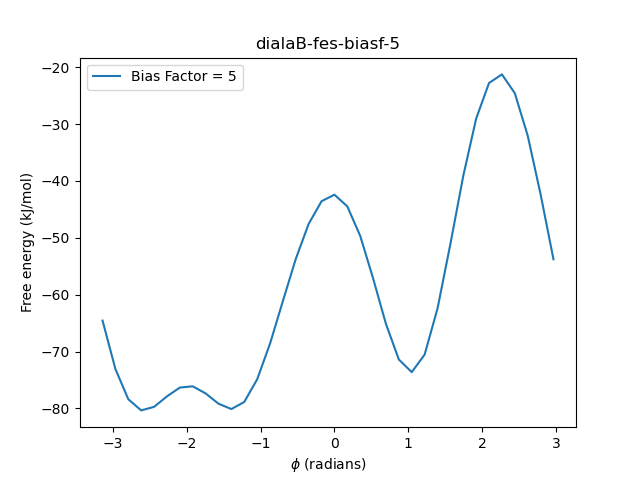 dialaB-fes-biasf-5
Bias Factor = 5
Free energy (kJ/mol)
−20
−30
−40
−50
−60
−70
−80
−3 −2 −1 0 1 2 3
ϕ (radians)